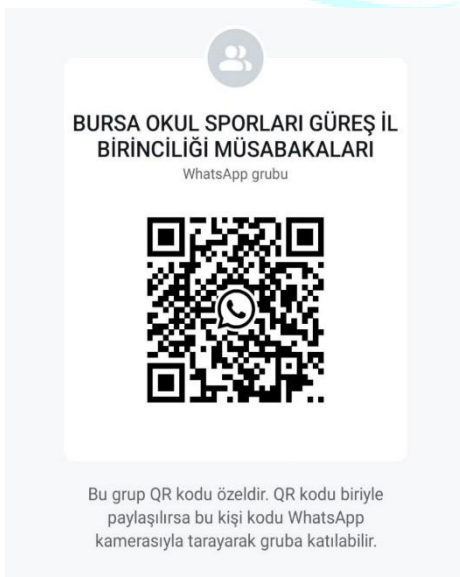 BURSA OKUL SPORLARI GÜREŞ İL
BİRİNCİLİĞİ MÜSABAKALARI
WhatsApp grubu
Bu grup QR kodu özeldir. QR kodu biriyle
paylaşılırsa bu kişi kodu WhatsApp
kamerasıyla tarayarak gruba katılabilir.